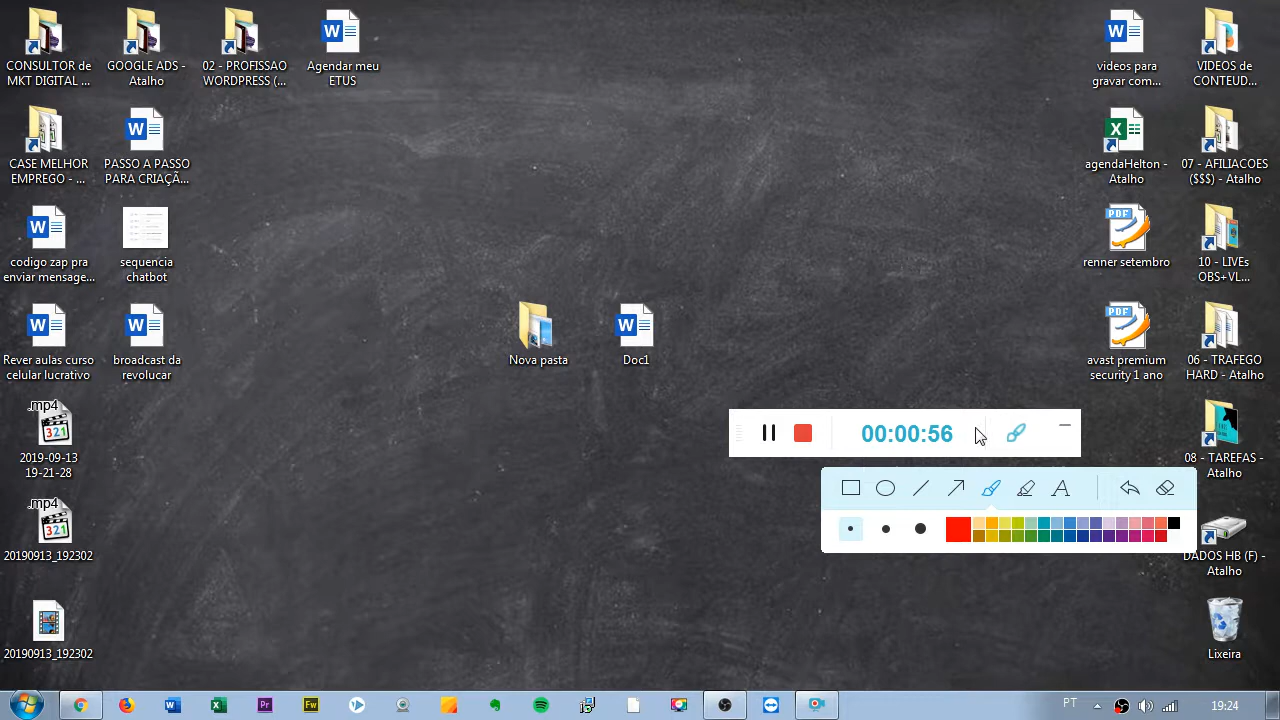 CONSULTOR de
MKT DIGITAL ...
GOOGLE ADS -
Atalho
02 - PROFISSAO
WORDPRESS (...
Agendar meu
ETUS
videos para
gravar com...
VIDEOS de
CONTEUD...
CASE MELHOR
EMPREGO - ...
PASSO A PASSO
PARA CRIAÇÃ...
agendaHelton -
Atalho
07 - AFILIACOES
($$$) - Atalho
codigo zap pra
enviar mensage...
sequencia
chatbot
renner setembro
10 - LIVEs
OBS+VL...
Rever aulas curso
celular lucrativo
broadcast da
revolucar
Nova pasta
Doc1
avast premium
security 1 ano
06 - TRAFEGO
HARD - Atalho
.mp4
321
2019-09-13
19-21-28
00:00:56
08 - TAREFAS -
Atalho
.mp4
321
20190913_192302
DADOS HB (F) -
Atalho
20190913_192302
Lixeira
PT
19:24